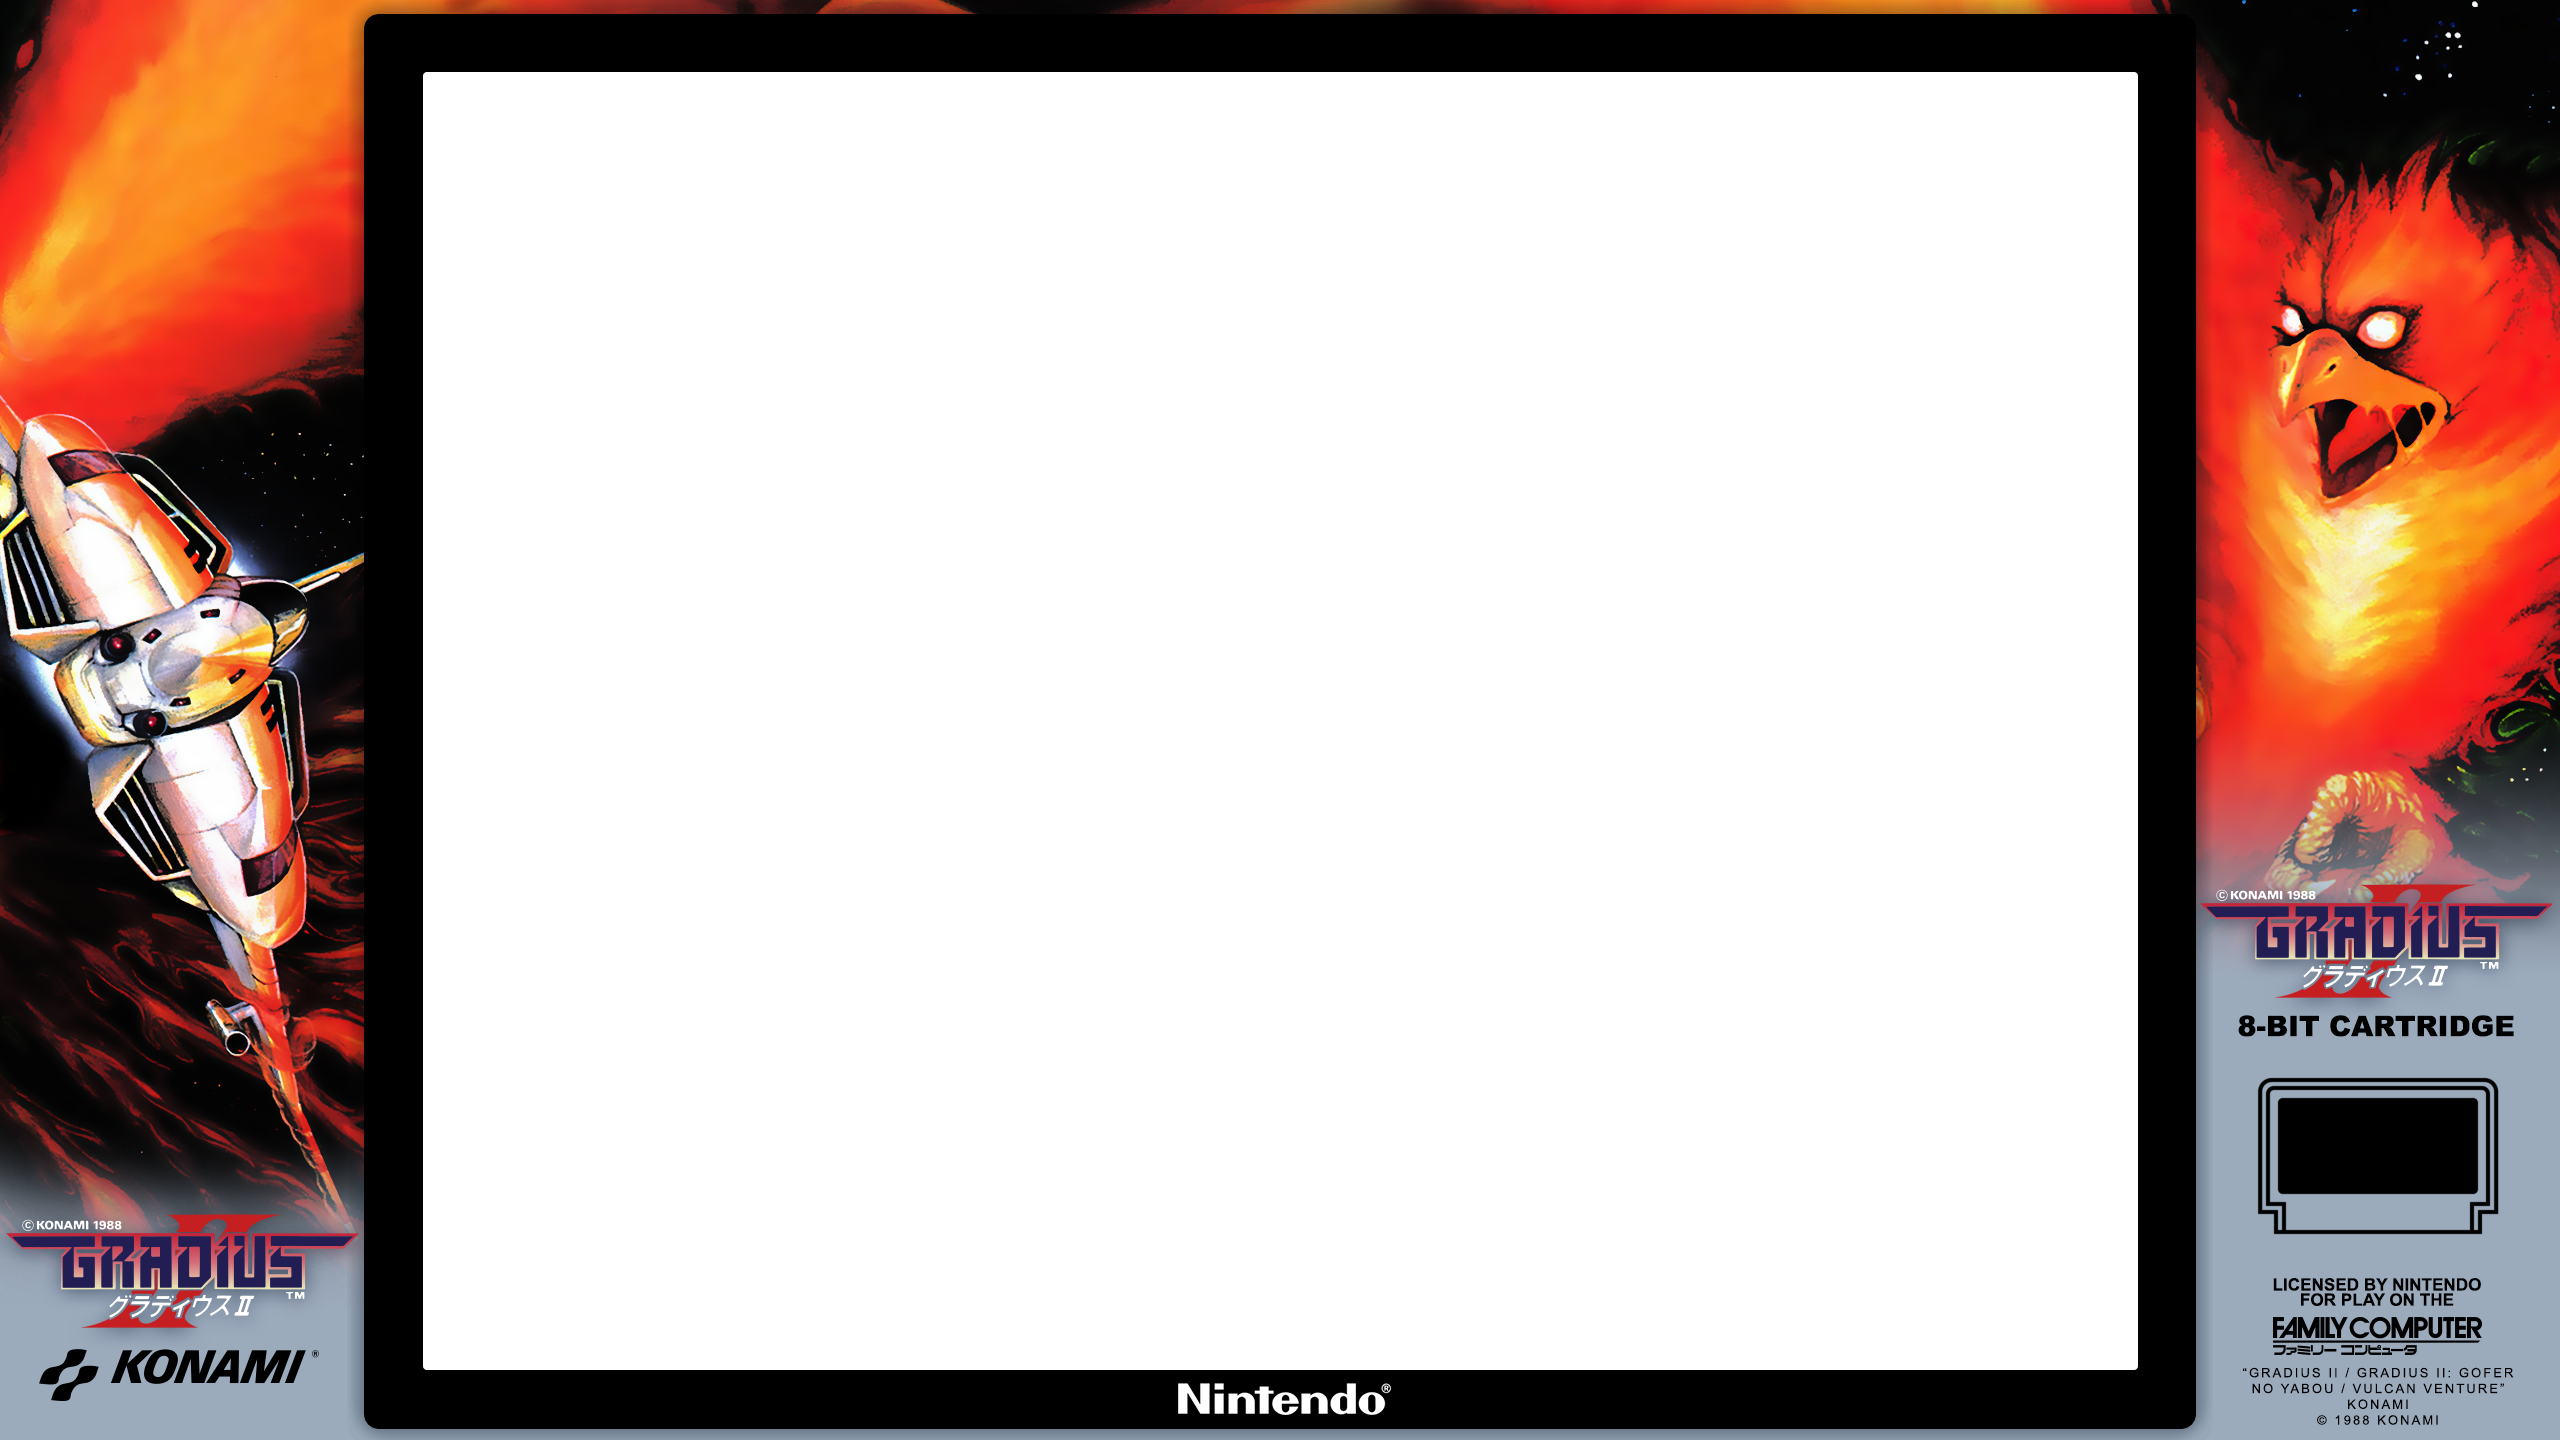 © KONAMI 1988
GRADIUS II
グラディウスⅡ
TM
KONAMI®
Nintendo®
© KONAMI 1988
GRADIUS II
グラディウスⅡ
TM
8-BIT CARTRIDGE
LICENSED BY NINTENDO
FOR PLAY ON THE
FAMILY COMPUTER
ファミリー コンピュータ
“GRADIUS II / GRADIUS II: GOFER
NO YABOU / VULCAN VENTURE”
KONAMI
© 1988 KONAMI